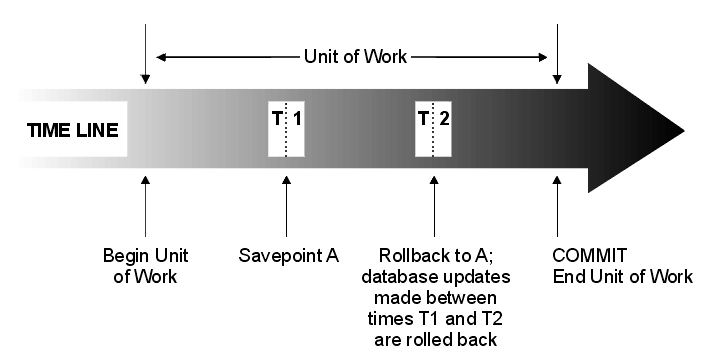 Unit of Work
TIME LINE
T 1
T 2
Begin Unit
of Work
Savepoint A
Rollback to A;
database updates
made between
times T1 and T2
are rolled back
COMMIT
End Unit of Work